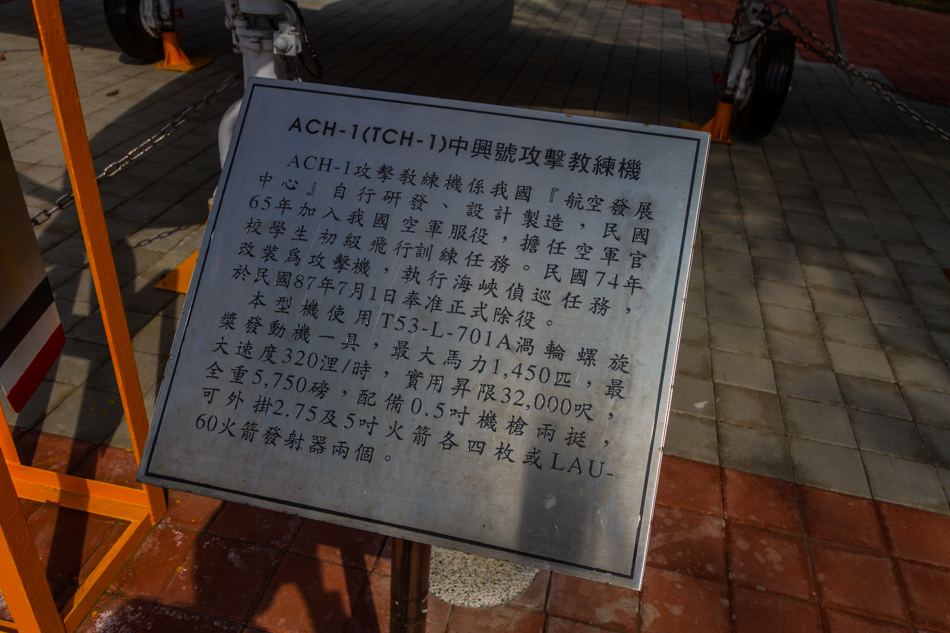 ACH-1(TCH-1)中興號攻擊教練機
ACH-1攻擊教練機係我國『航空發展
中心』自行研發、設計製造,民國
65年加入我國空軍服役,擔任空軍官
校學生初級飛行訓練任務。民國74年
改裝為攻擊機,執行海峽偵巡任務,
於民國87年7月1日奉准正式除役。
本型機使用T53-L-701A渦輪螺旋
槳發動機一具,最大馬力1,450匹,最
大速度320浬/時,實用昇限32,000呎,
全重5,750磅,配備0.5吋機槍兩挺,
可外掛2.75及5吋火箭各四枚或LAU-
60火箭發射器兩個。